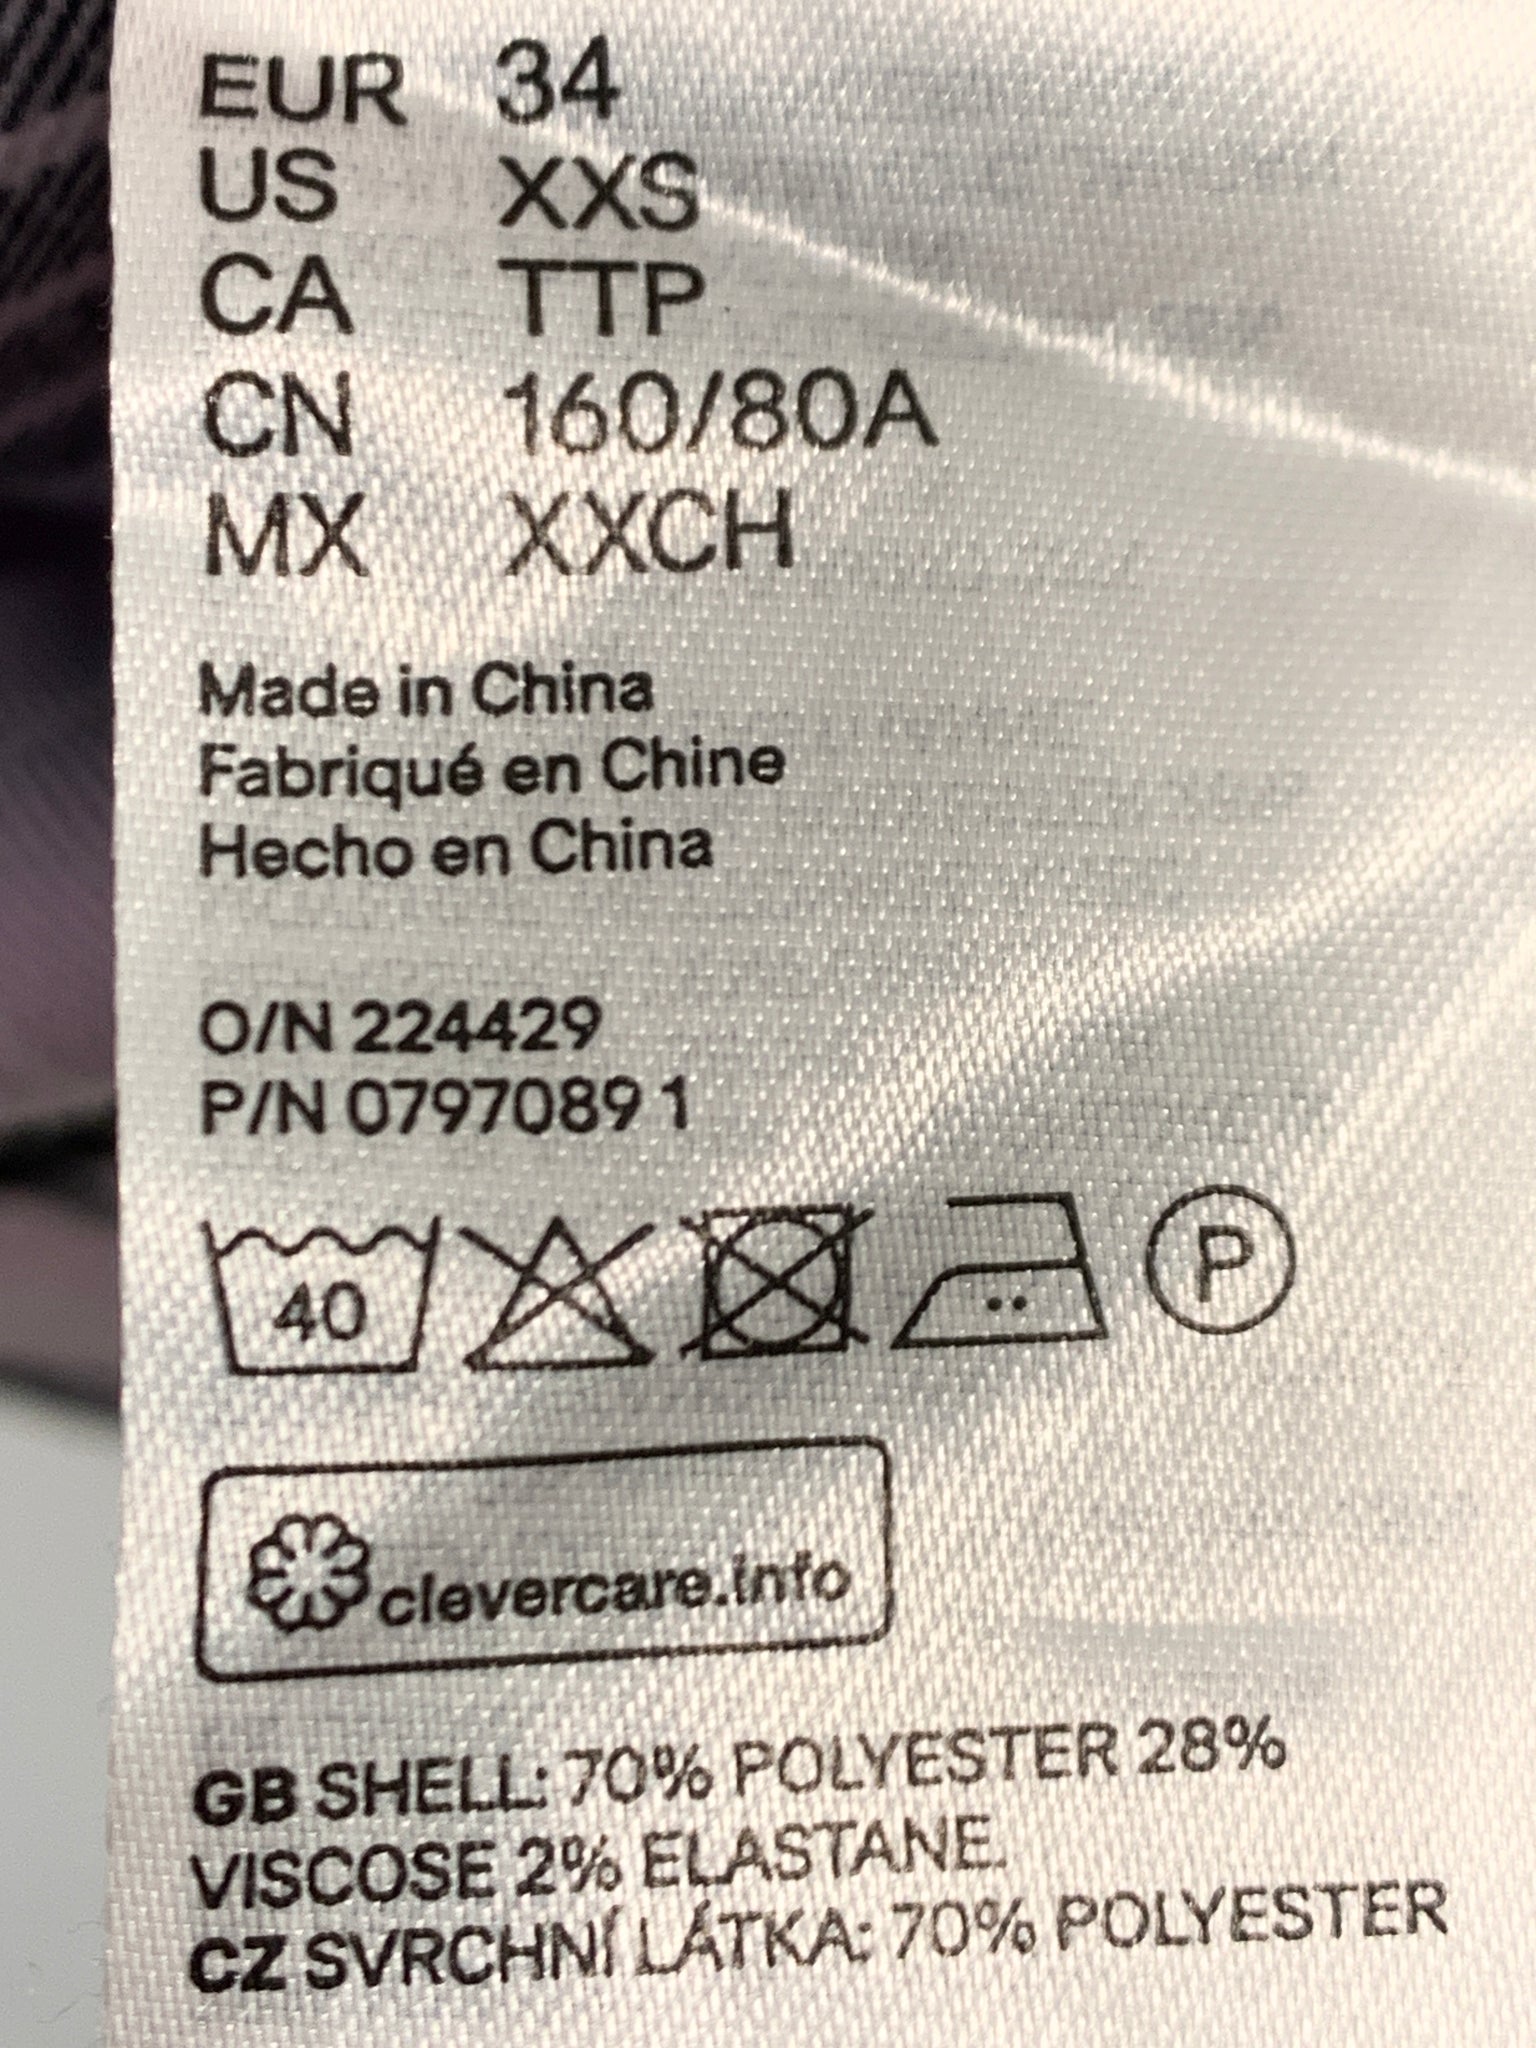 EUR 34
US XXS
CA TTP
CN 160/80A
MX XXCH
Made in China
Fabriqué en Chine
Hecho en China
O/N 224429
P/N 0797089 1
40 P
clevercare.info
GB SHELL: 70% POLYESTER 28%
VISCOSE 2% ELASTANE.
CZ SVRCHNÍ LÁTKA: 70% POLYESTER